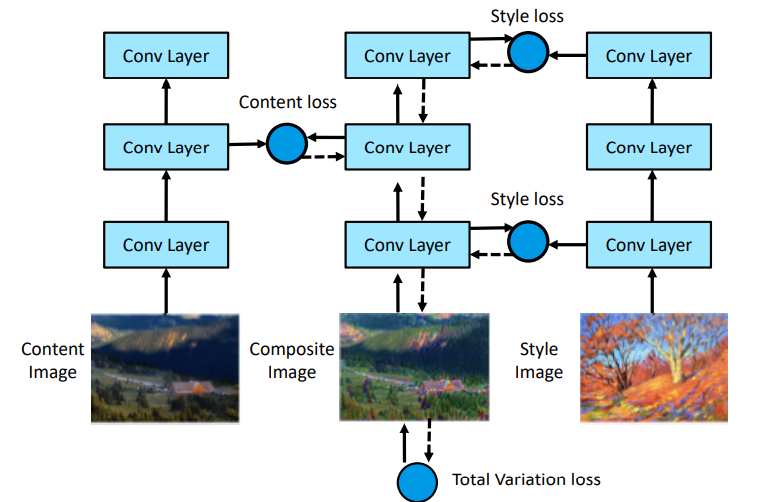 Style loss
Conv Layer
Conv Layer
Conv Layer
Content loss
Conv Layer
Conv Layer
Conv Layer
Style loss
Conv Layer
Conv Layer
Conv Layer
Content
Image
Composite
Image
Style
Image
Total Variation loss